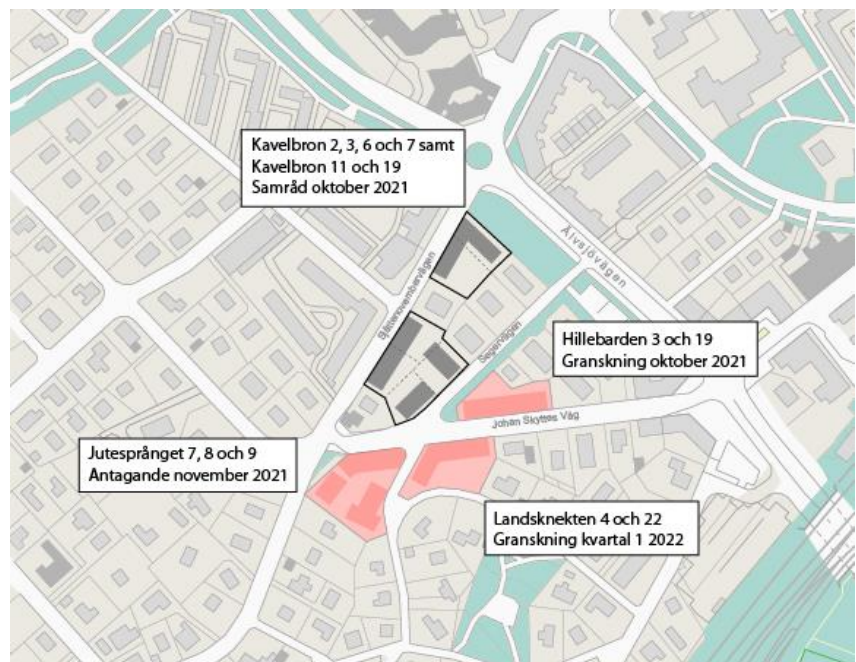 Kavelbron 2, 3, 6 och 7 samt
Kavelbron 11 och 19
Samråd oktober 2021
Älvsjövägen
Sjättenovembervägen
Segervägen
Hillebarden 3 och 19
Granskning oktober 2021
Johan Skyttes Väg
Jutesprånget 7, 8 och 9
Antagande november 2021
Landsknekten 4 och 22
Granskning kvartal 1 2022